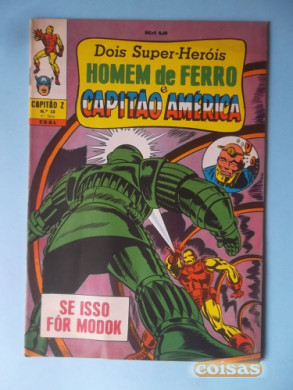 Dois Super-Heróis
HOMEM de FERRO
e
CAPITÃO AMÉRICA
CAPITÃO Z
EBAL
SE ISSO
FÔR MODOK
coisas